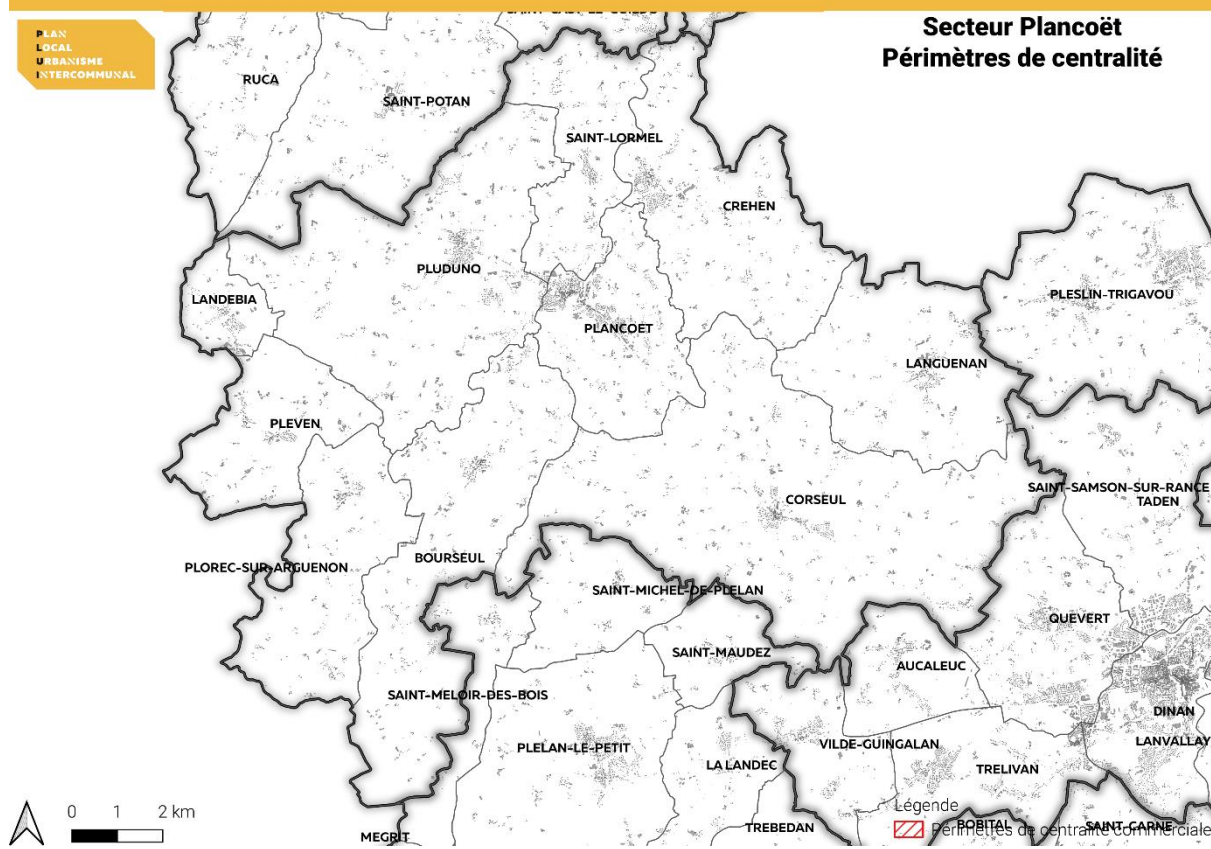 PLAN
LOCAL
URBANISME
INTERCOMMUNAL
Secteur Plancoët
Périmètres de centralité
RUCA
SAINT-POTAN
SAINT-LORMEL
CREHEN
PLUDUNO
LANDEBIA
PLANCOET
PLESLIN-TRIGAVOU
LANGUENAN
PLEVEN
CORSEUL
SAINT-SAMSON-SUR-RANCE
TADEN
BOURSEUL
PLOREC-SUR-ARGUENON
SAINT-MICHEL-DE-PLELAN
QUEVERT
SAINT-MAUDEZ
AUCALEUC
SAINT-MELOIR-DES-BOIS
DINAN
PLELAN-LE-PETIT
VILDE-GUINGALAN
LANVALLAY
LA LANDEC
TRELIVAN
0 1 2 km
Légende
MEGRIT
TREBEDAN
BOBITAL
SAINT-CARNE
Périmètres de centralité commerciale